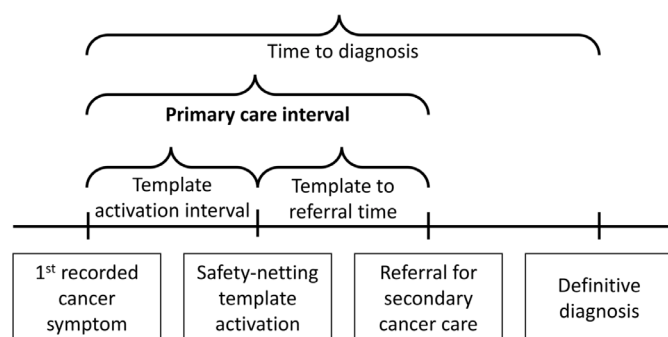 Time to diagnosis
Primary care interval
Template
activation interval
Template to
referral time
1st recorded
cancer
symptom
Safety-netting
template
activation
Referral for
secondary
cancer care
Definitive
diagnosis